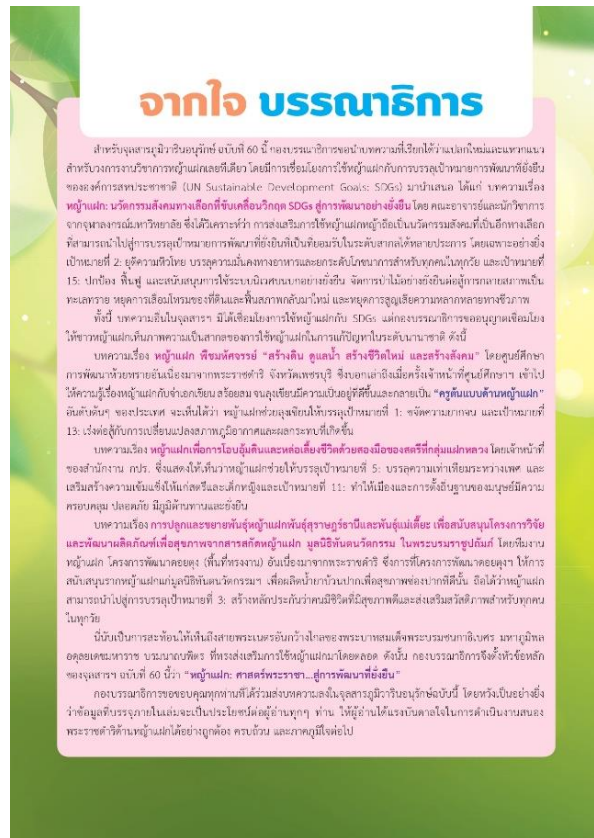 จากใจ บรรณาธิการ
สำหรับจุลสารภูมิวารินอนุรักษ์ ฉบับที่ 60 นี้ กองบรรณาธิการขอนำบทความที่เรียกได้ว่าแปลกใหม่และแหวกแนว
สำหรับวงการงานวิชาการหญ้าแฝกเลยทีเดียว โดยมีการเชื่อมโยงการใช้หญ้าแฝกกับการบรรลุเป้าหมายการพัฒนาที่ยั่งยืน
ขององค์การสหประชาชาติ (UN Sustainable Development Goals: SDGs) มานำเสนอ ได้แก่ บทความเรื่อง
หญ้าแฝก: นวัตกรรมสังคมทางเลือกที่ขับเคลื่อนวิกฤต SDGs สู่การพัฒนาอย่างยั่งยืน โดย คณะอาจารย์และนักวิชาการ
จากจุฬาลงกรณ์มหาวิทยาลัย ซึ่งได้วิเคราะห์ว่า การส่งเสริมการใช้หญ้าแฝกหญ้าถือเป็นนวัตกรรมสังคมที่เป็นอีกทางเลือก
ที่สามารถนำไปสู่การบรรลุเป้าหมายการพัฒนาที่ยั่งยืนที่เป็นที่ยอมรับในระดับสากลได้หลายประการ โดยเฉพาะอย่างยิ่ง
เป้าหมายที่ 2: ยุติความหิวโหย บรรลุความมั่นคงทางอาหารและยกระดับโภชนาการสำหรับทุกคนในทุกวัย และเป้าหมายที่
15: ปกป้อง ฟื้นฟู และสนับสนุนการใช้ระบบนิเวศบนบกอย่างยั่งยืน จัดการป่าไม้อย่างยั่งยืนต่อสู้การกลายสภาพเป็น
ทะเลทราย หยุดการเสื่อมโทรมของที่ดินและฟื้นสภาพกลับมาใหม่ และหยุดการสูญเสียความหลากหลายทางชีวภาพ
ทั้งนี้ บทความอื่นในจุลสารฯ มิได้เชื่อมโยงการใช้หญ้าแฝกกับ SDGs แต่กองบรรณาธิการขออนุญาตเชื่อมโยง
ให้ชาวหญ้าแฝกเห็นภาพความเป็นสากลของการใช้หญ้าแฝกในการแก้ปัญหาในระดับนานาชาติ ดังนี้
บทความเรื่อง หญ้าแฝก พืชมหัศจรรย์ “สร้างดิน ดูแลน้ำ สร้างชีวิตใหม่ และสร้างสังคม” โดยศูนย์ศึกษา
การพัฒนาห้วยทรายอันเนื่องมาจากพระราชดำริ จังหวัดเพชรบุรี ซึ่งบอกเล่าถึงเมื่อครั้งเจ้าหน้าที่ศูนย์ศึกษาฯ เข้าไป
ให้ความรู้เรื่องหญ้าแฝกกับจ่าเอกเขียน สร้อยสม จนลุงเขียนมีความเป็นอยู่ที่ดีขึ้นและกลายเป็น “ครูต้นแบบด้านหญ้าแฝก”
อันดับต้นๆ ของประเทศ จะเห็นได้ว่า หญ้าแฝกช่วยลุงเขียนให้บรรลุเป้าหมายที่ 1: ขจัดความยากจน และเป้าหมายที่
13: เร่งต่อสู้กับการเปลี่ยนแปลงสภาพภูมิอากาศและผลกระทบที่เกิดขึ้น
บทความเรื่อง หญ้าแฝกเพื่อการโอบอุ้มดินและหล่อเลี้ยงชีวิตด้วยสองมือของสตรีที่กลุ่มแฝกหลวง โดยเจ้าหน้าที่
ของสำนักงาน กปร. ซึ่งแสดงให้เห็นว่าหญ้าแฝกช่วยให้บรรลุเป้าหมายที่ 5: บรรลุความเท่าเทียมระหว่างเพศ และ
เสริมสร้างความเข้มแข็งให้แก่สตรีและเด็กหญิงและเป้าหมายที่ 11: ทำให้เมืองและการตั้งถิ่นฐานของมนุษย์มีความ
ครอบคลุม ปลอดภัย มีภูมิต้านทานและยั่งยืน
บทความเรื่อง การปลูกและขยายพันธุ์หญ้าแฝกพันธุ์สุราษฎร์ธานีและพันธุ์แม่เตี๊ยะ เพื่อสนับสนุนโครงการวิจัย
และพัฒนาผลิตภัณฑ์เพื่อสุขภาพจากสารสกัดหญ้าแฝก มูลนิธิทันตนวัตกรรม ในพระบรมราชูปถัมภ์ โดยทีมงาน
หญ้าแฝก โครงการพัฒนาดอยตุง (พื้นที่ทรงงาน) อันเนื่องมาจากพระราชดำริ ซึ่งการที่โครงการพัฒนาดอยตุงฯ ให้การ
สนับสนุนรากหญ้าแฝกแก่มูลนิธิทันตนวัตกรรมฯ เพื่อผลิตน้ำยาบ้วนปากเพื่อสุขภาพช่องปากที่ดีนั้น ถือได้ว่าหญ้าแฝก
สามารถนำไปสู่การบรรลุเป้าหมายที่ 3: สร้างหลักประกันว่าคนมีชีวิตที่มีสุขภาพดีและส่งเสริมสวัสดิภาพสำหรับทุกคน
ในทุกวัย
นี่นับเป็นการสะท้อนให้เห็นถึงสายพระเนตรอันกว้างไกลของพระบาทสมเด็จพระบรมชนกาธิเบศร มหาภูมิพล
อดุลยเดชมหาราช บรมนาถบพิตร ที่ทรงส่งเสริมการใช้หญ้าแฝกมาโดยตลอด ดังนั้น กองบรรณาธิการจึงตั้งหัวข้อหลัก
ของจุลสารฯ ฉบับที่ 60 นี้ว่า “หญ้าแฝก: ศาสตร์พระราชา...สู่การพัฒนาที่ยั่งยืน”
กองบรรณาธิการขอขอบคุณทุกท่านที่ได้ร่วมส่งบทความลงในจุลสารภูมิวารินอนุรักษ์ฉบับนี้ โดยหวังเป็นอย่างยิ่ง
ว่าข้อมูลที่บรรจุภายในเล่มจะเป็นประโยชน์ต่อผู้อ่านทุกๆ ท่าน ให้ผู้อ่านได้แรงบันดาลใจในการดำเนินงานสนอง
พระราชดำริด้านหญ้าแฝกได้อย่างถูกต้อง ครบถ้วน และภาคภูมิใจต่อไป